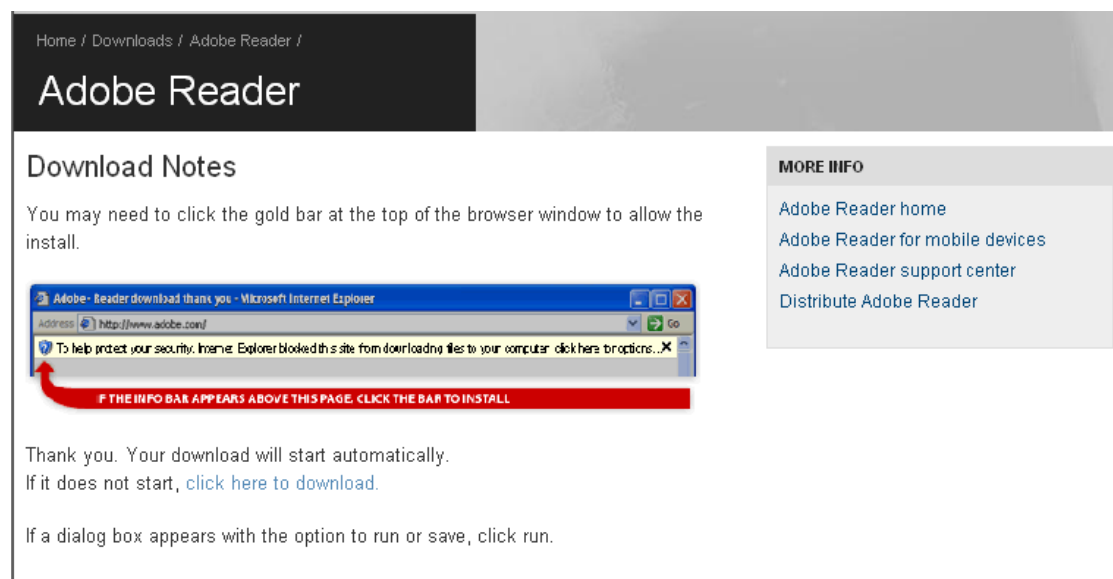 Home / Downloads / Adobe Reader /
Adobe Reader
Download Notes
You may need to click the gold bar at the top of the browser window to allow the
install.
Adobe - Reader download thank you - Microsoft Internet Explorer
Address http://www.adobe.com/ Go
To help protect your security, Internet Explorer blocked this site from downloading files to your computer click here for options...
IF THE INFO BAR APPEARS ABOVE THIS PAGE, CLICK THE BAR TO INSTALL
Thank you. Your download will start automatically.
If it does not start, click here to download.
If a dialog box appears with the option to run or save, click run.
MORE INFO
Adobe Reader home
Adobe Reader for mobile devices
Adobe Reader support center
Distribute Adobe Reader